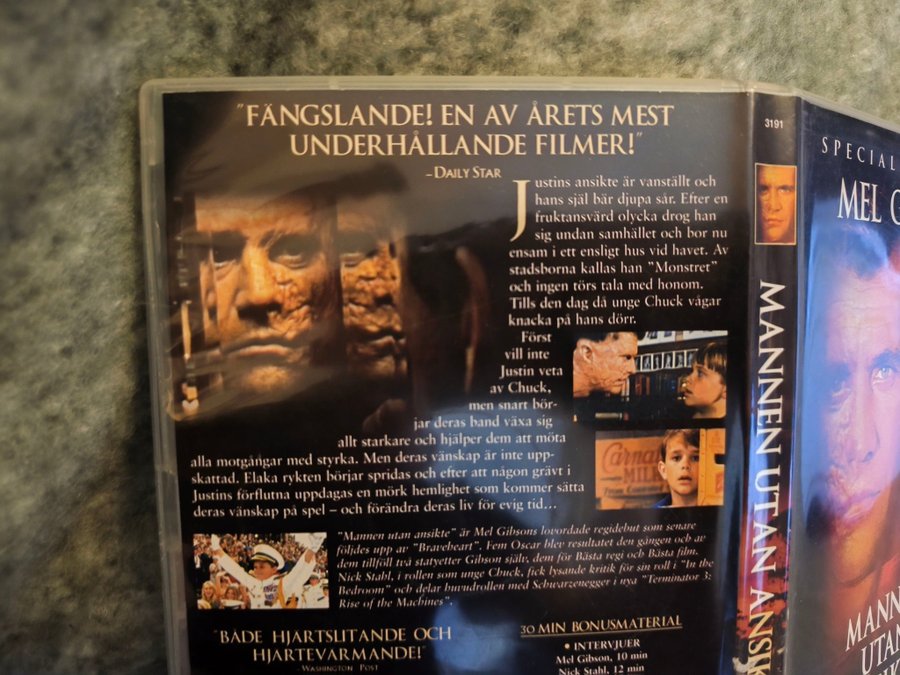 "FÄNGSLANDE! EN AV ÅRETS MEST
UNDERHÅLLANDE FILMER!"
–DAILY STAR
Justins ansikte är vanställt och
hans själ bär djupa sår. Efter en
fruktansvärd olycka drog han
sig undan samhället och bor nu
ensam i ett ensligt hus vid havet. Av
stadsborna kallas han "Monstret"
och ingen törs tala med honom.
Tills den dag då unge Chuck vågar
knacka på hans dörr.
Först
vill inte
Justin veta
av Chuck,
men snart bör-
jar deras band växa sig
allt starkare och hjälper dem att möta
alla motgångar med styrka. Men deras vänskap är inte upp-
skattad. Elaka rykten börjar spridas och efter att någon grävt i
Justins förflutna uppdagas en mörk hemlighet som kommer sätta
deras vänskap på spel – och förändra deras liv för evig tid...
Carnat
MILK
"Mannen utan ansikte" är Mel Gibsons lovordade regidebut som senare
följdes upp av "Braveheart". Fem Oscar blev resultatet den gången och av
dem tillföll två statyetter Gibson själv, dem för Bästa regi och Bästa film.
Nick Stahl, i rollen som unge Chuck, fick lysande kritik för sin roll i "In the
Bedroom" och delar huvudrollen med Schwarzenegger i nya "Terminator 3:
Rise of the Machines".
"BÅDE HJARTSLITANDE OCH
HJARTEVARMANDE!"
–WASHINGTON POST
30 MIN BONUSMATERIAL
• INTERVJUER
Mel Gibson, 10 min
Nick Stahl, 12 min
3191
MANNEN UTAN ANSIK
SPECIAL
MEL G
MANN
UTAN